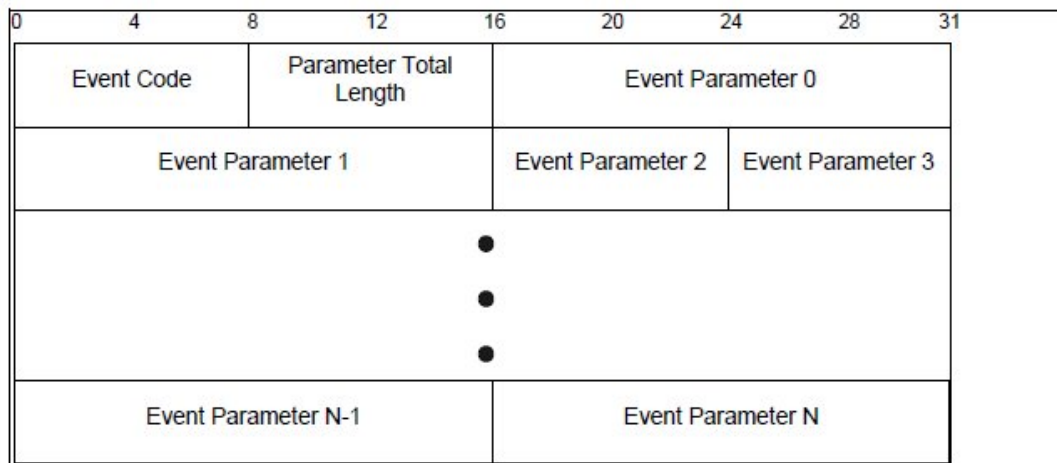 0 4 8 12 16 20 24 28 31
Event Code
Parameter Total
Length
Event Parameter 0
Event Parameter 1
Event Parameter 2
Event Parameter 3
Event Parameter N-1
Event Parameter N